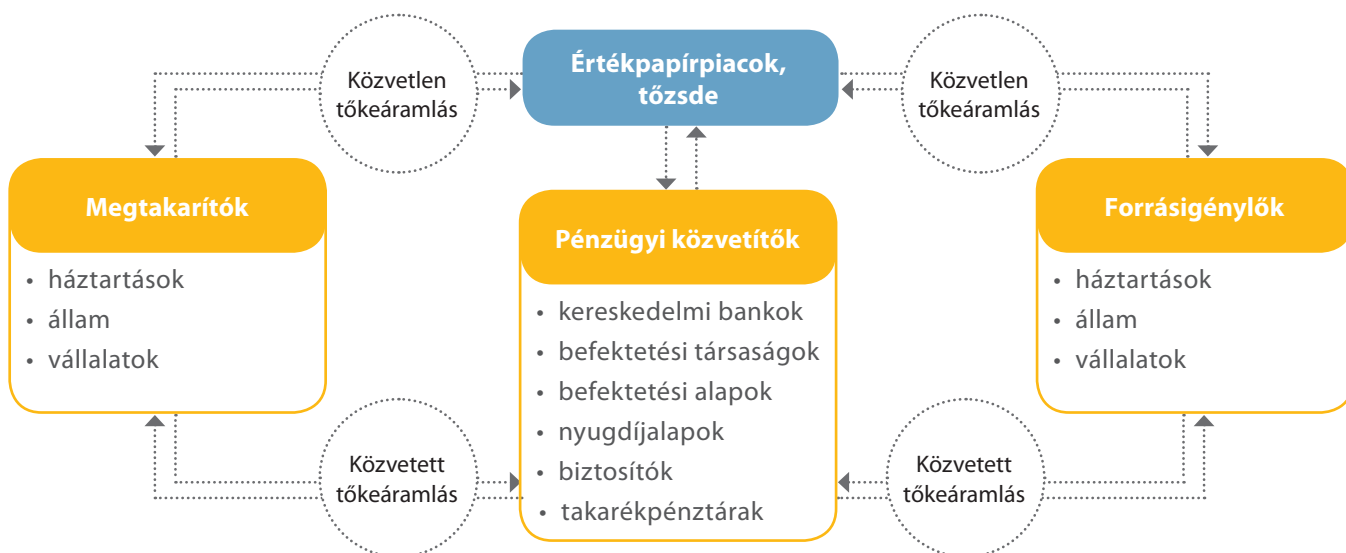 Közvetlen
tőkeáramlás
Értékpapírpiacok,
tőzsde
Közvetlen
tőkeáramlás
Megtakarítók
• háztartások
• állam
• vállalatok
Pénzügyi közvetítők
• kereskedelmi bankok
• befektetési társaságok
• befektetési alapok
• nyugdíjalapok
• biztosítók
• takarékpénztárak
Forrásigénylők
• háztartások
• állam
• vállalatok
Közvetett
tőkeáramlás
Közvetett
tőkeáramlás